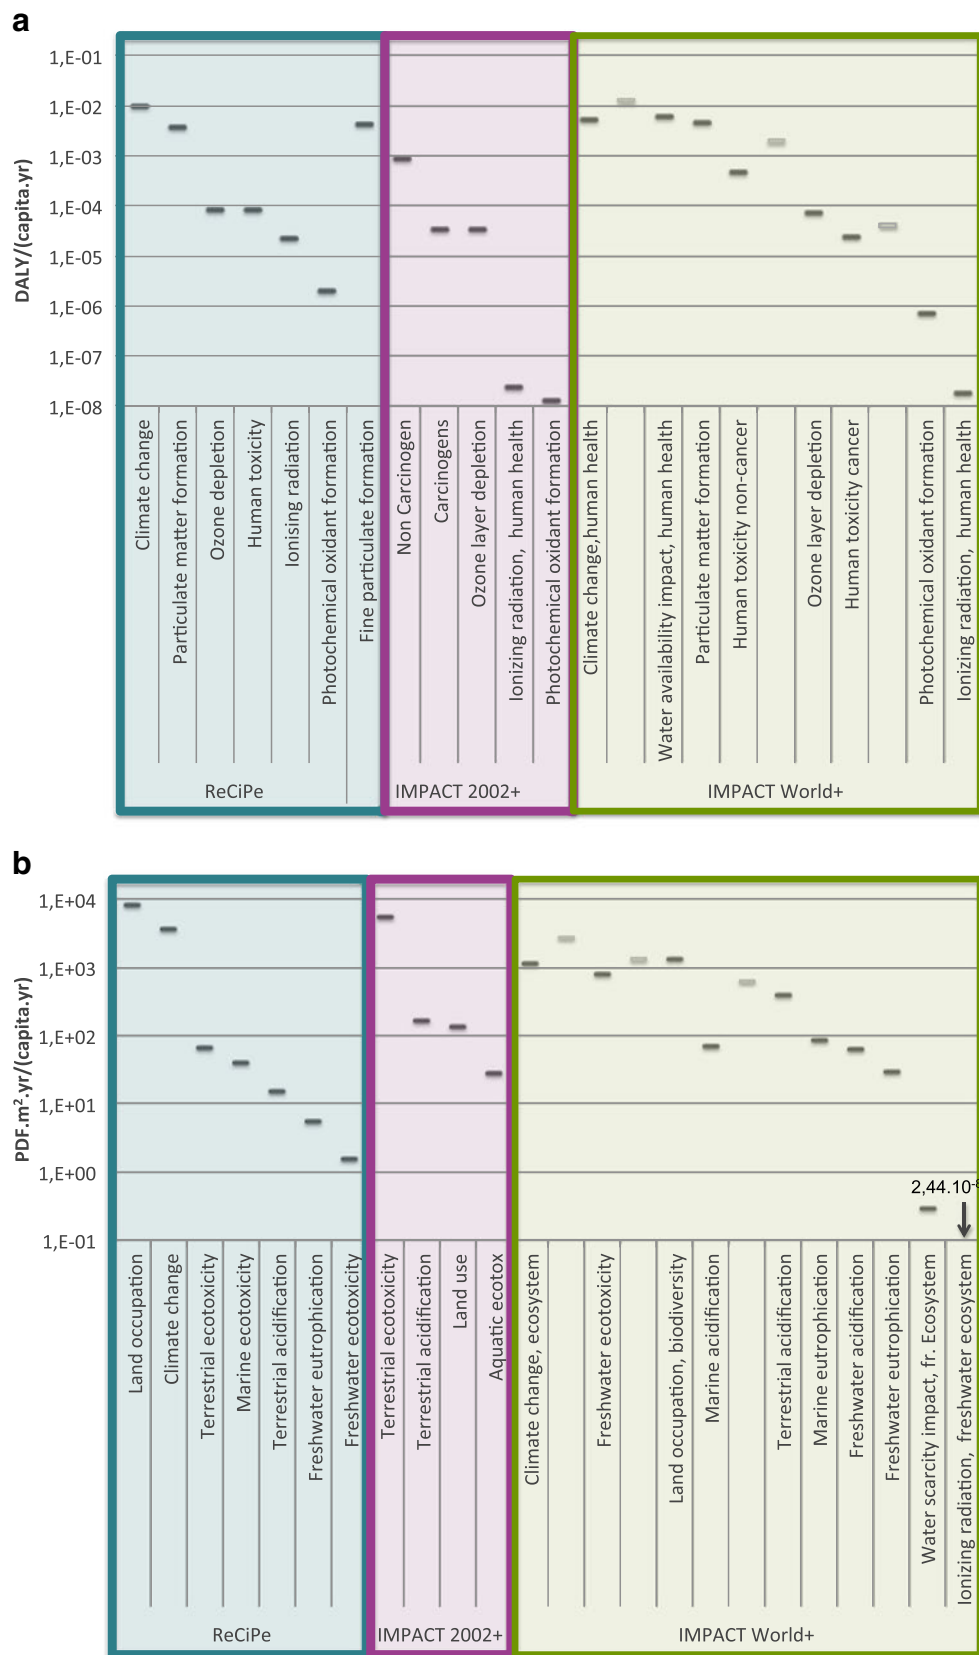 a
1,E-01
1,E-02
1,E-03
1,E-04
1,E-05
1,E-06
1,E-07
1,E-08
DALY/(capita.yr)
Climate change
Particulate matter formation
Ozone depletion
Human toxicity
Ionising radiation
Photochemical oxidant formation
Fine particulate formation
Non Carcinogen
Carcinogens
Ozone layer depletion
Ionizing radiation, human health
Photochemical oxidant formation
Climate change,human health
Water availability impact, human health
Particulate matter formation
Human toxicity non-cancer
Ozone layer depletion
Human toxicity cancer
Photochemical oxidant formation
Ionizing radiation, human health
ReCiPe
IMPACT 2002+
IMPACT World+
b
1,E+04
1,E+03
1,E+02
1,E+01
1,E+00
1,E-01
PDF.m².yr/(capita.yr)
2,44.10⁻⁸
Land occupation
Climate change
Terrestrial ecotoxicity
Marine ecotoxicity
Terrestrial acidification
Freshwater eutrophication
Freshwater ecotoxicity
Terrestrial ecotoxicity
Terrestrial acidification
Land use
Aquatic ecotox
Climate change, ecosystem
Freshwater ecotoxicity
Land occupation, biodiversity
Marine acidification
Terrestrial acidification
Marine eutrophication
Freshwater acidification
Freshwater eutrophication
Water scarcity impact, fr. Ecosystem
Ionizing radiation, freshwater ecosystem
ReCiPe
IMPACT 2002+
IMPACT World+